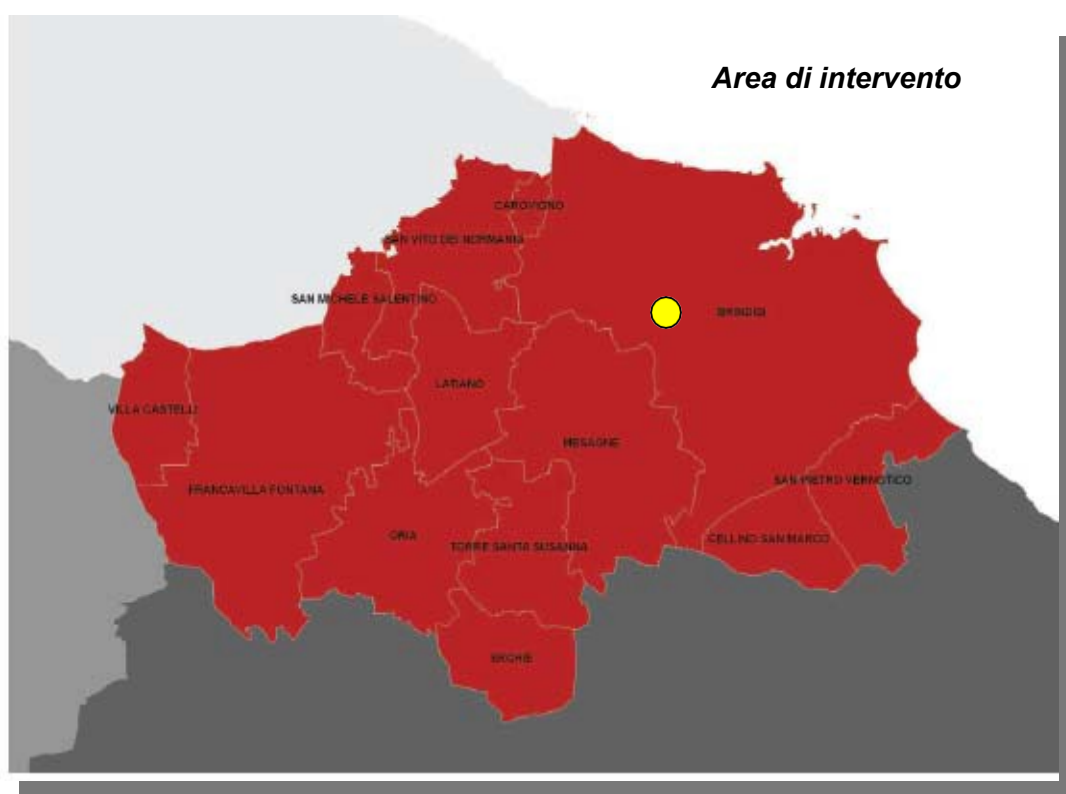 Area di intervento
CAROVIGNO
SAN VITO DEI NORMANNI
SAN MICHELE SALENTINO
BRINDISI
LATIANO
VILLA CASTELLI
MESAGNE
FRANCAVILLA FONTANA
SAN PIETRO VERNOTICO
ORIA
TORRE SANTA SUSANNA
CELLINO SAN MARCO
ERCHIE